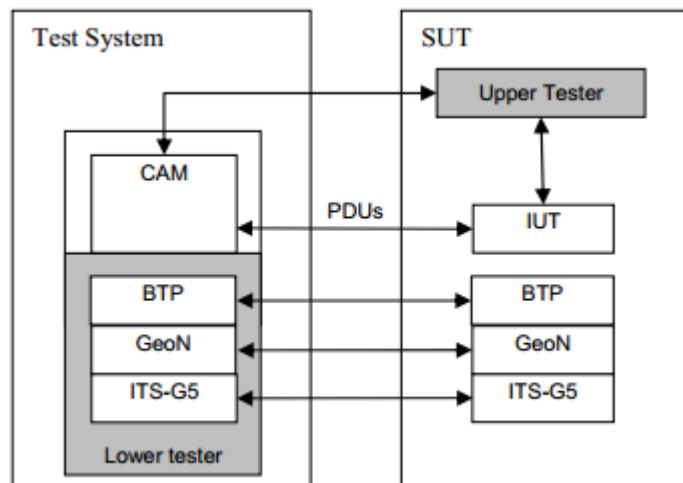 Test System
SUT
Upper Tester
CAM
PDUs
IUT
BTP
BTP
GeoN
GeoN
ITS-G5
ITS-G5
Lower tester